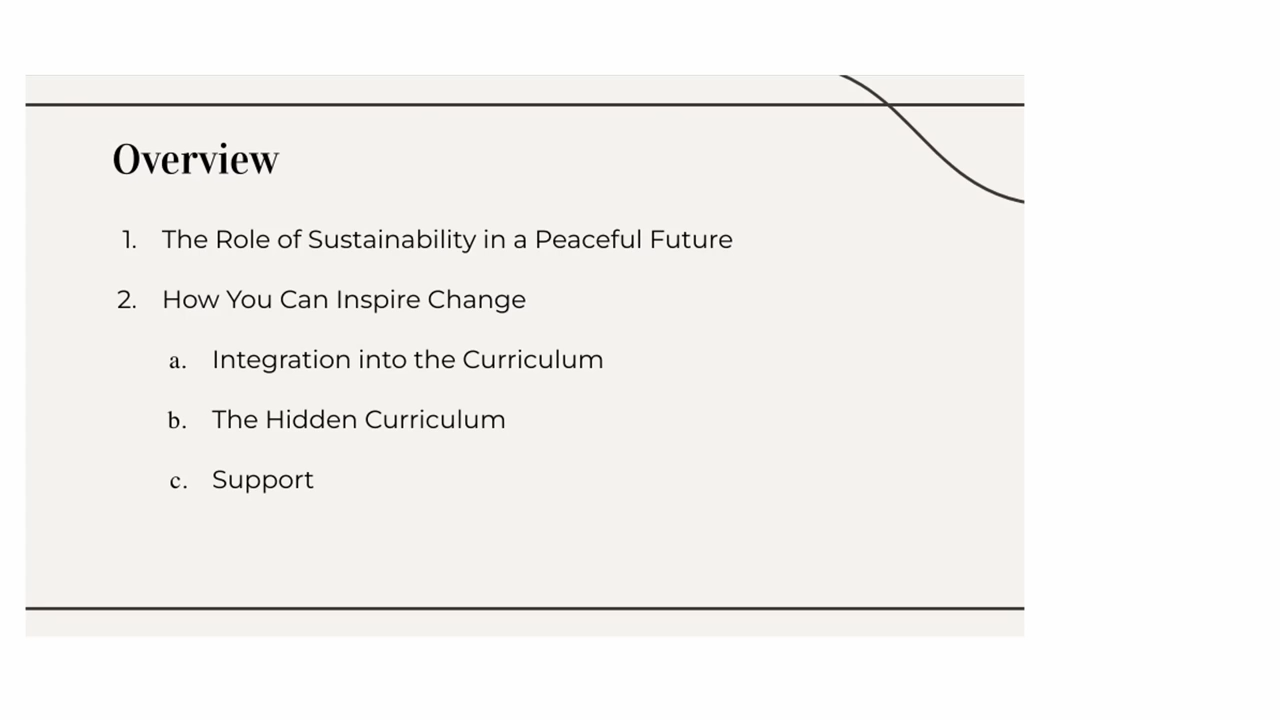 Overview
1. The Role of Sustainability in a Peaceful Future
2. How You Can Inspire Change
a. Integration into the Curriculum
b. The Hidden Curriculum
c. Support